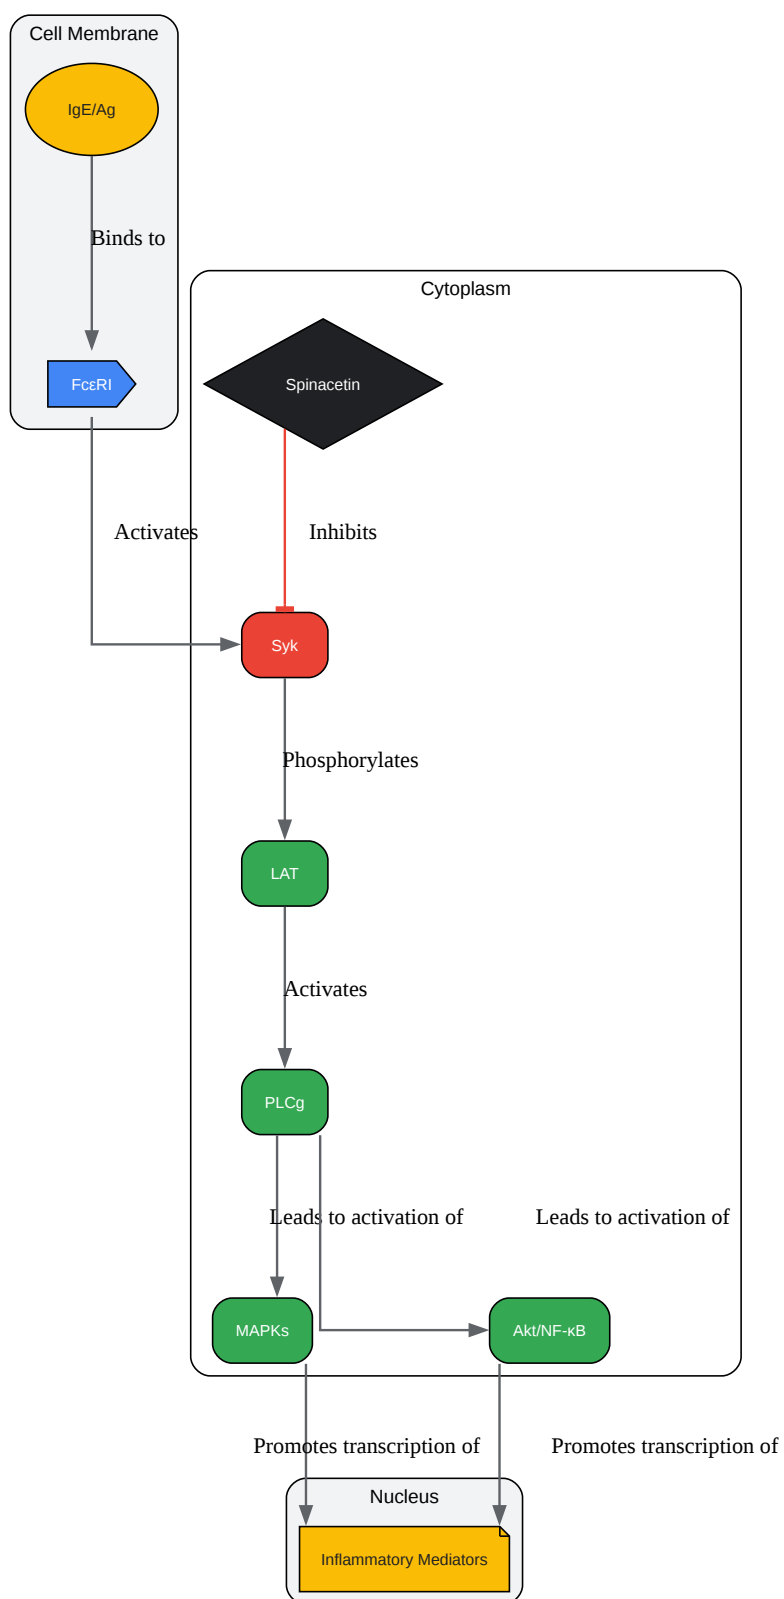 Cell Membrane
IgE/Ag
Binds to
Cytoplasm
FcεRI
Spinacetin
Activates
Inhibits
Syk
Phosphorylates
LAT
Activates
PLCg
Leads to activation of
Leads to activation of
MAPKs
Akt/NF-κB
Promotes transcription of
Promotes transcription of
Nucleus
Inflammatory Mediators